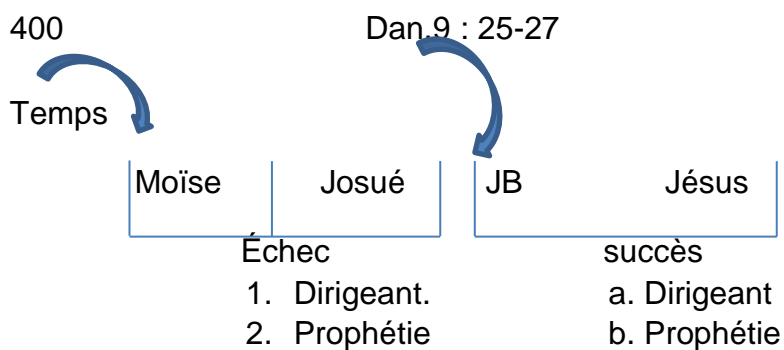 400 Dan.9 : 25-27
Temps
Moïse Josué JB Jésus
Échec succès
1. Dirigeant. a. Dirigeant
2. Prophétie b. Prophétie